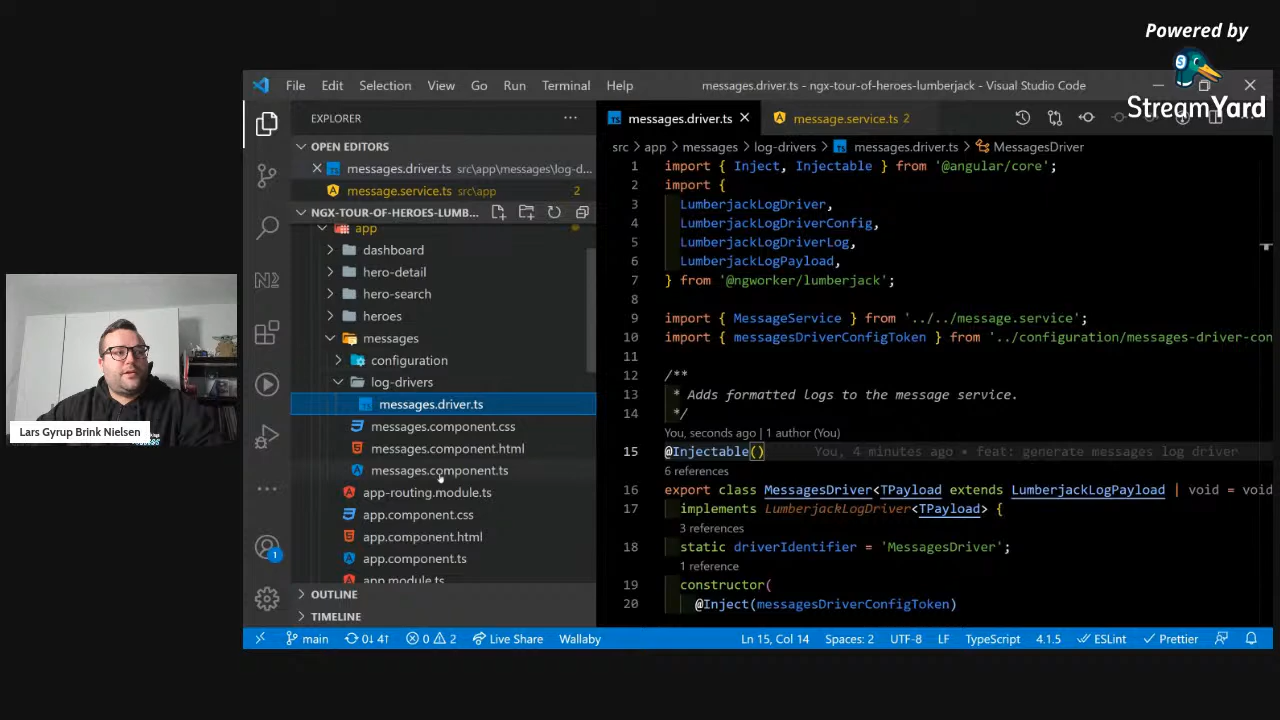 Powered by
StreamYard
File Edit Selection View Go Run Terminal Help
messages.driver.ts - ngx-tour-of-heroes-lumberjack - Visual Studio Code
EXPLORER
OPEN EDITORS
messages.driver.ts src\app\messages\log-d...
message.service.ts src\app 2
NGX-TOUR-OF-HEROES-LUMB...
app
dashboard
hero-detail
hero-search
heroes
messages
configuration
log-drivers
messages.driver.ts
messages.component.css
messages.component.html
messages.component.ts
app-routing.module.ts
app.component.css
app.component.html
app.component.ts
app.module.ts
OUTLINE
TIMELINE
1
messages.driver.ts
message.service.ts 2
src > app > messages > log-drivers > messages.driver.ts > MessagesDriver
1 import { Inject, Injectable } from '@angular/core';
2 import {
3 LumberjackLogDriver,
4 LumberjackLogDriverConfig,
5 LumberjackLogDriverLog,
6 LumberjackLogPayload,
7 } from '@ngworker/lumberjack';
8
9 import { MessageService } from '../../message.service';
10 import { messagesDriverConfigToken } from '../configuration/messages-driver-con
11
12 /**
13 * Adds formatted logs to the message service.
14 */
You, seconds ago | 1 author (You)
15 @Injectable() You, 4 minutes ago • feat: generate messages log driver
6 references
16 export class MessagesDriver<TPayload extends LumberjackLogPayload | void = void
17 implements LumberjackLogDriver<TPayload> {
3 references
18 static driverIdentifier = 'MessagesDriver';
1 reference
19 constructor(
20 @Inject(messagesDriverConfigToken)
Lars Gyrup Brink Nielsen
main 0↓ 4↑ 0 2 Live Share Wallaby Ln 15, Col 14 Spaces: 2 UTF-8 LF TypeScript 4.1.5 ESLint Prettier